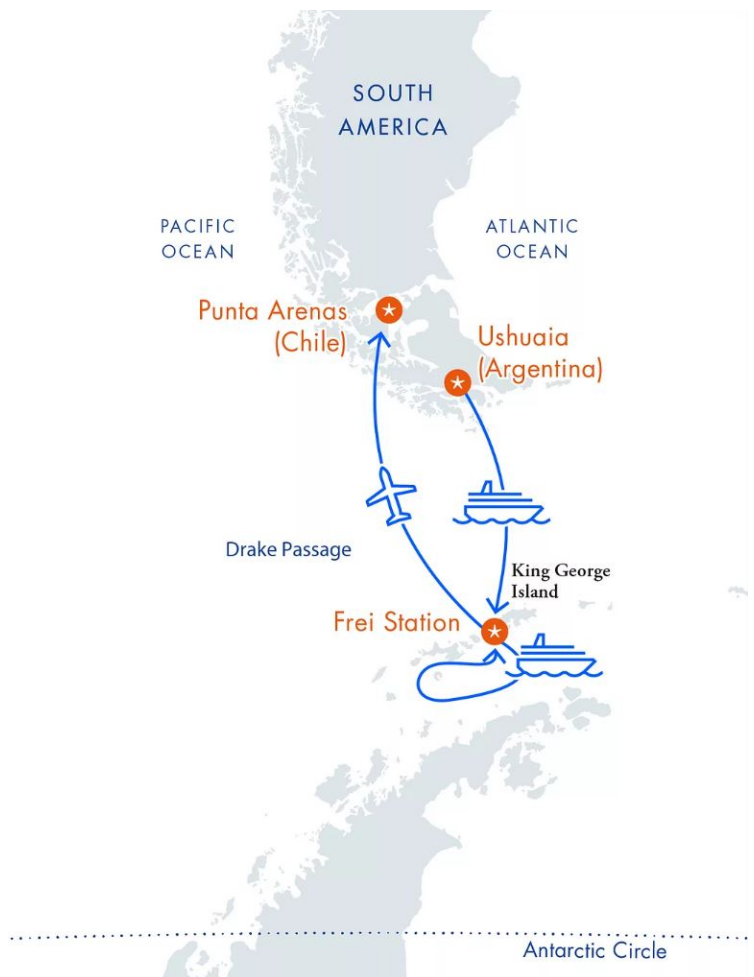 SOUTH
AMERICA
PACIFIC
OCEAN
ATLANTIC
OCEAN
Punta Arenas
(Chile)
Ushuaia
(Argentina)
Drake Passage
King George
Island
Frei Station
Antarctic Circle